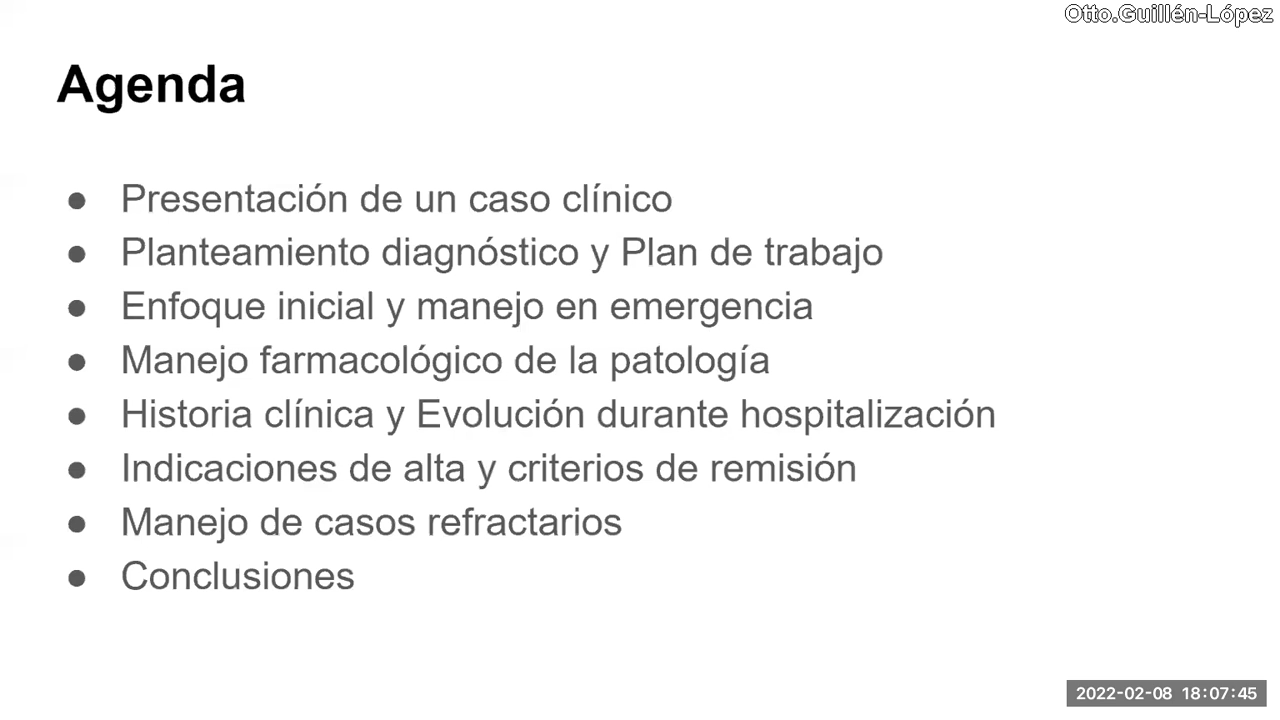 Otto.Guillén-López
Agenda
● Presentación de un caso clínico
● Planteamiento diagnóstico y Plan de trabajo
● Enfoque inicial y manejo en emergencia
● Manejo farmacológico de la patología
● Historia clínica y Evolución durante hospitalización
● Indicaciones de alta y criterios de remisión
● Manejo de casos refractarios
● Conclusiones
2022-02-08 18:07:45